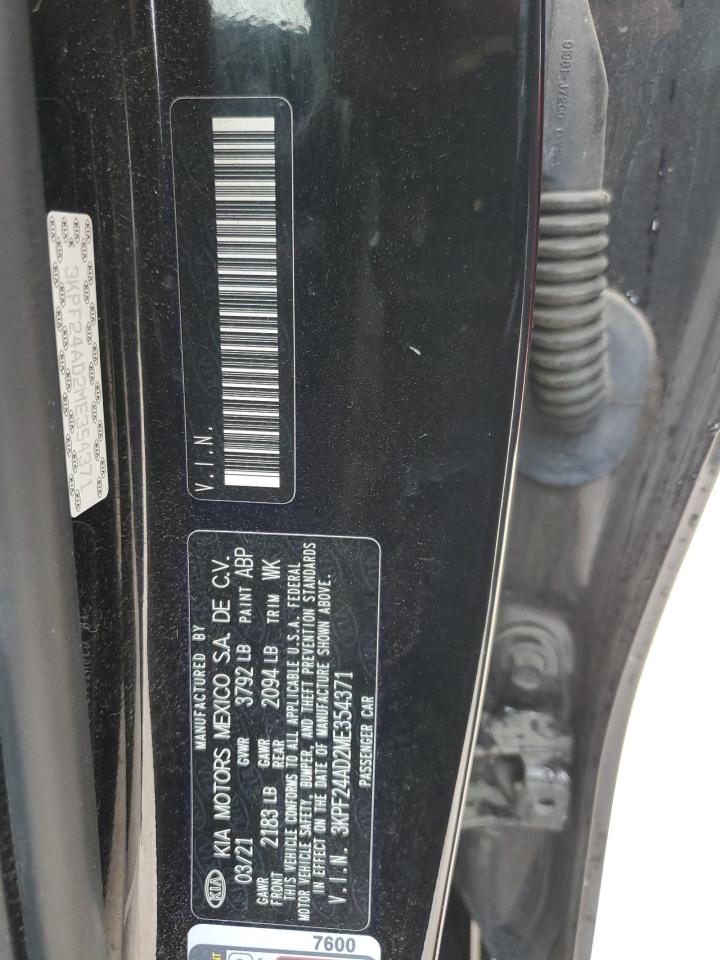 3KPF24AD2ME354371
V.I.N.
MANUFACTURED BY
KIA KIA MOTORS MEXICO S.A. DE C.V.
03/21 GVWR 3792 LB PAINT ABP
GAWR FRONT 2183 LB GAWR REAR 2094 LB TRIM WK
THIS VEHICLE CONFORMS TO ALL APPLICABLE U.S.A. FEDERAL
MOTOR VEHICLE SAFETY, BUMPER, AND THEFT PREVENTION STANDARDS
IN EFFECT ON THE DATE OF MANUFACTURE SHOWN ABOVE.
V.I.N. 3KPF24AD2ME354371
PASSENGER CAR
7600